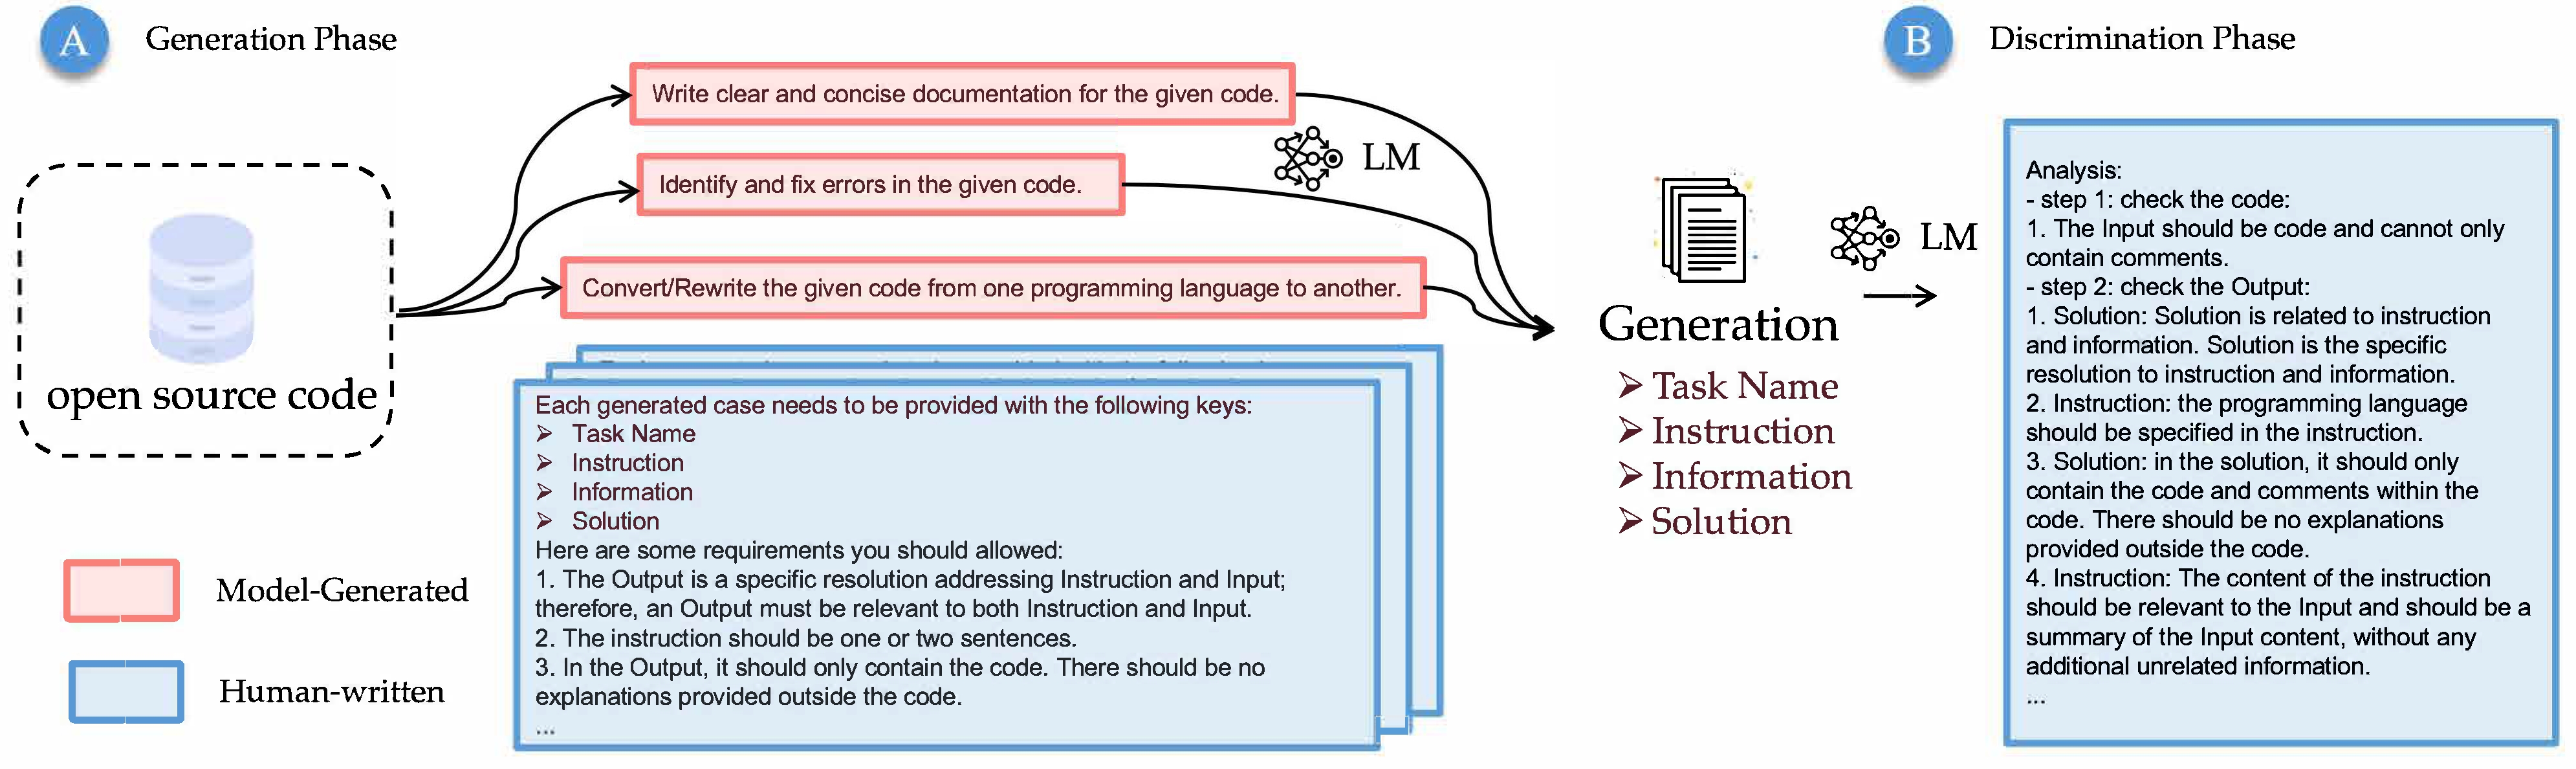 A
Generation Phase
open source code
Model-Generated
Human-written
Write clear and concise documentation for the given code.
Identify and fix errors in the given code.
Convert/Rewrite the given code from one programming language to another.
LM
Each generated case needs to be provided with the following keys:
➢ Task Name
➢ Instruction
➢ Information
➢ Solution
Here are some requirements you should allowed:
1. The Output is a specific resolution addressing Instruction and Input;
therefore, an Output must be relevant to both Instruction and Input.
2. The instruction should be one or two sentences.
3. In the Output, it should only contain the code. There should be no
explanations provided outside the code.
...
Generation
➢ Task Name
➢ Instruction
➢ Information
➢ Solution
LM
B
Discrimination Phase
Analysis:
- step 1: check the code:
1. The Input should be code and cannot only
contain comments.
- step 2: check the Output:
1. Solution: Solution is related to instruction
and information. Solution is the specific
resolution to instruction and information.
2. Instruction: the programming language
should be specified in the instruction.
3. Solution: in the solution, it should only
contain the code and comments within the
code. There should be no explanations
provided outside the code.
4. Instruction: The content of the instruction
should be relevant to the Input and should be a
summary of the Input content, without any
additional unrelated information.
...